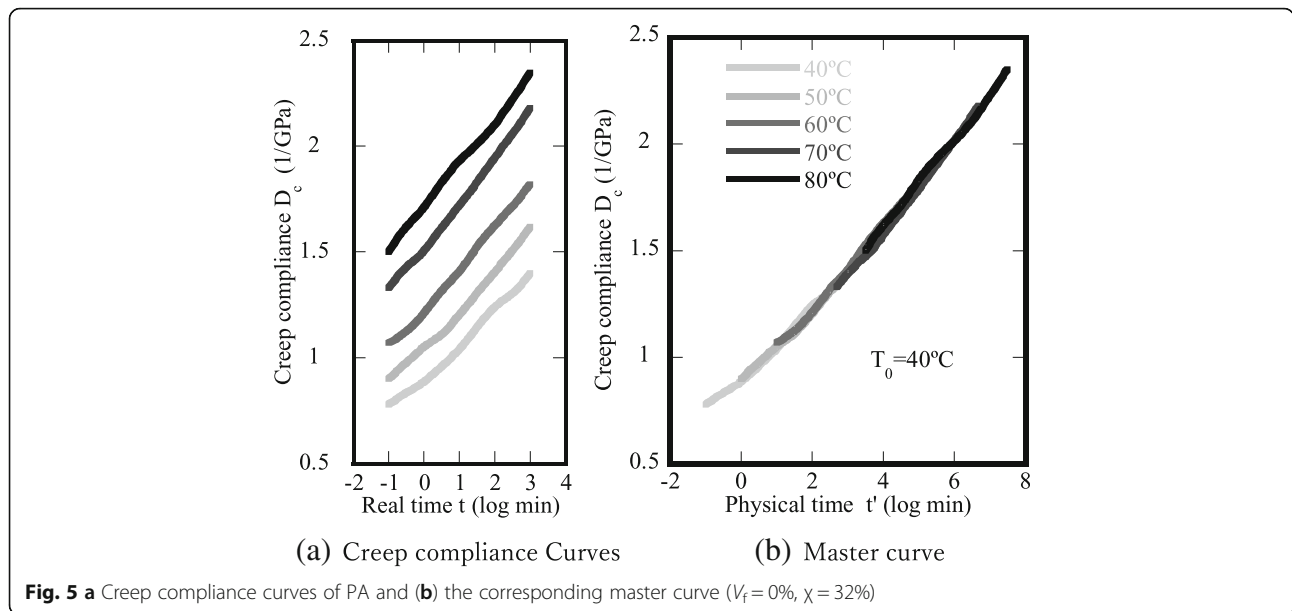 2.5
2
1.5
1
0.5
Creep compliance D_c (1/GPa)
-2 -1 0 1 2 3 4
Real time t (log min)
(a) Creep compliance Curves
2.5
2
1.5
1
0.5
Creep compliance D_c (1/GPa)
40ºC
50ºC
60ºC
70ºC
80ºC
T_0=40ºC
-2 0 2 4 6 8
Physical time t' (log min)
(b) Master curve
Fig. 5 a Creep compliance curves of PA and (b) the corresponding master curve (V_f = 0%, χ = 32%)